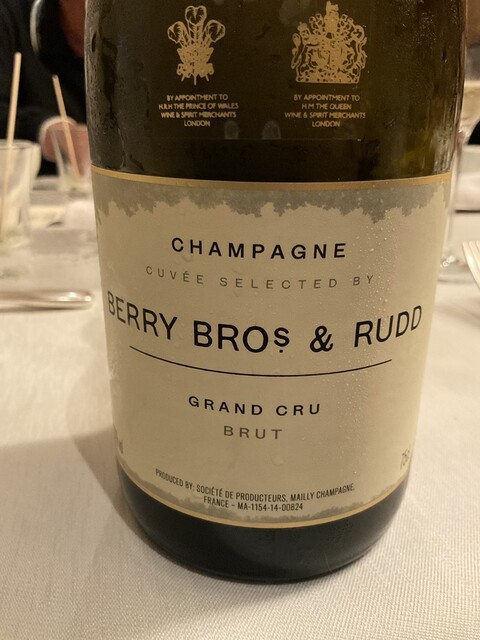 BY APPOINTMENT TO
H.R.H THE PRINCE OF WALES
WINE & SPIRIT MERCHANTS
LONDON
BY APPOINTMENT TO
H M THE QUEEN
WINE & SPIRIT MERCHANTS
LONDON
CHAMPAGNE
CUVÉE SELECTED BY
BERRY BROS & RUDD
GRAND CRU
BRUT
PRODUCED BY: SOCIÉTÉ DE PRODUCTEURS, MAILLY CHAMPAGNE,
FRANCE - MA-1154-14-00824